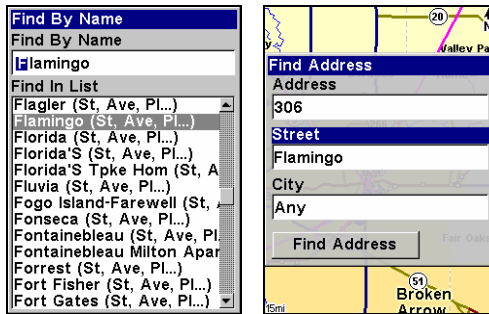 Find By Name
Find By Name
Flamingo
Find In List
Flagler (St, Ave, Pl...)
Flamingo (St, Ave, Pl...)
Florida (St, Ave, Pl...)
Florida'S (St, Ave, Pl...)
Florida'S Tpke Hom (St, A
Fluvia (St, Ave, Pl...)
Fogo Island-Farewell (St,
Fonseca (St, Ave, Pl...)
Fontainebleau (St, Ave, Pl
Fontainebleau Milton Apar
Forrest (St, Ave, Pl...)
Fort Fisher (St, Ave, Pl...)
Fort Gates (St, Ave, Pl...)
20
N
Valley Pa
Find Address
Address
306
Street
Flamingo
City
Any
Find Address
Fair Oaks
51
Broken
Arrow
15mi